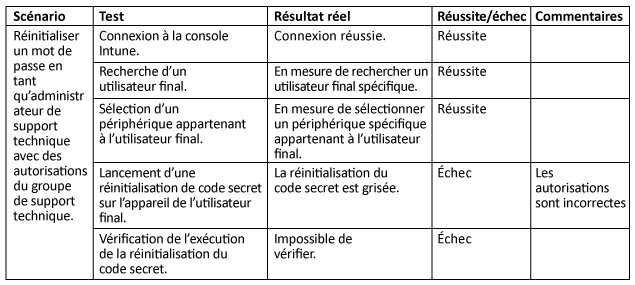 Scénario
Test
Résultat réel
Réussite/échec
Commentaires
Réinitialiser
un mot de
passe en
tant
qu'administr
ateur de
support
technique
avec des
autorisations
du groupe
de support
technique.
Connexion à la console
Intune.
Connexion réussie.
Réussite
Recherche d'un
utilisateur final.
En mesure de rechercher un
utilisateur final spécifique.
Réussite
Sélection d'un
périphérique appartenant
à l'utilisateur final.
En mesure de sélectionner
un périphérique spécifique
appartenant à l'utilisateur
final.
Réussite
Lancement d'une
réinitialisation de code secret
sur l'appareil de l'utilisateur
final.
La réinitialisation du
code secret est grisée.
Échec
Les
autorisations
sont incorrectes
Vérification de l'exécution
de la réinitialisation du
code secret.
Impossible de
vérifier.
Échec